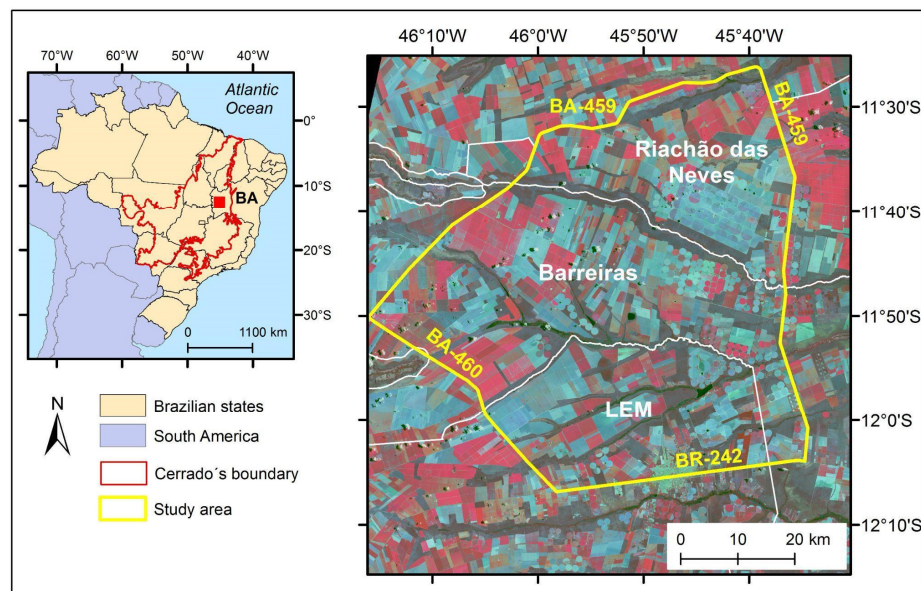 70°W 60°W 50°W 40°W
Atlantic
Ocean
0°
10°S
20°S
30°S
BA
0 1100 km
N
Brazilian states
South America
Cerrado´s boundary
Study area
46°10'W 46°0'W 45°50'W 45°40'W
11°30'S
11°40'S
11°50'S
12°0'S
12°10'S
BA-459
BA-459
Riachão das
Neves
Barreiras
BA-460
LEM
BR-242
0 10 20 km